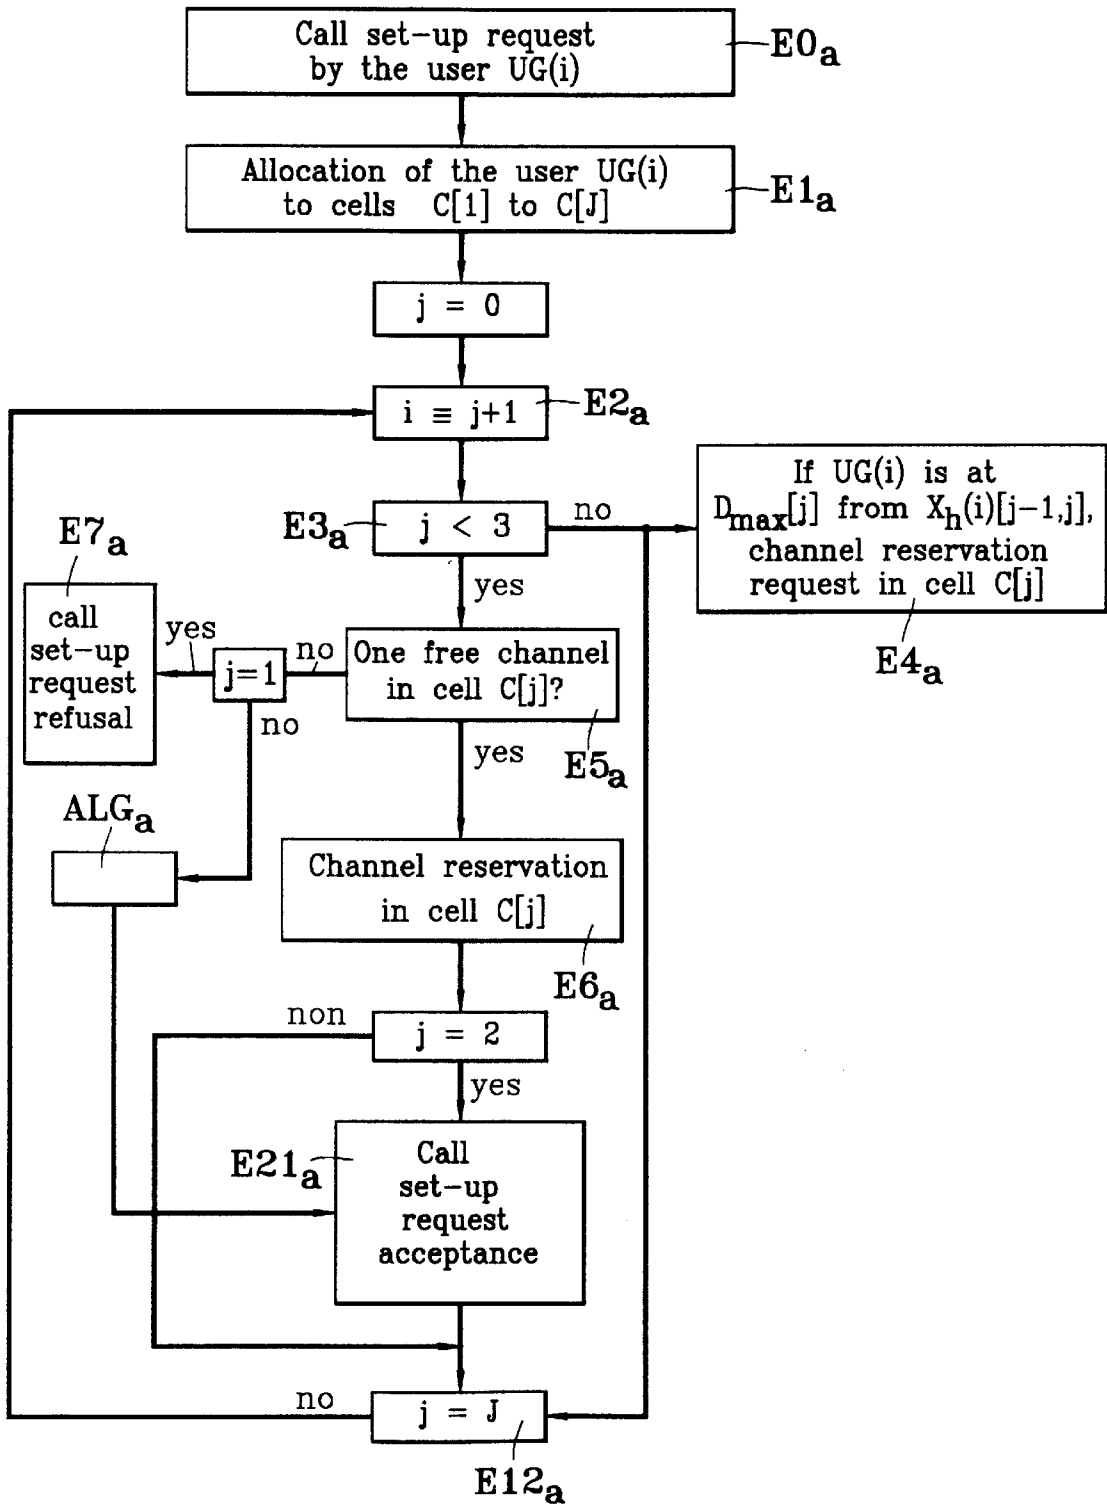 Call set-up request
by the user UG(i)
E0a
Allocation of the user UG(i)
to cells C[1] to C[J]
E1a
j = 0
i ≡ j+1
E2a
j < 3
E3a
no
If UG(i) is at
Dmax[j] from Xh(i)[j-1,j],
channel reservation
request in cell C[j]
E4a
yes
E7a
call
set-up
request
refusal
yes
j=1
no
One free channel
in cell C[j]?
E5a
no
yes
ALGa
Channel reservation
in cell C[j]
E6a
non
j = 2
yes
E21a
Call
set-up
request
acceptance
no
j = J
E12a